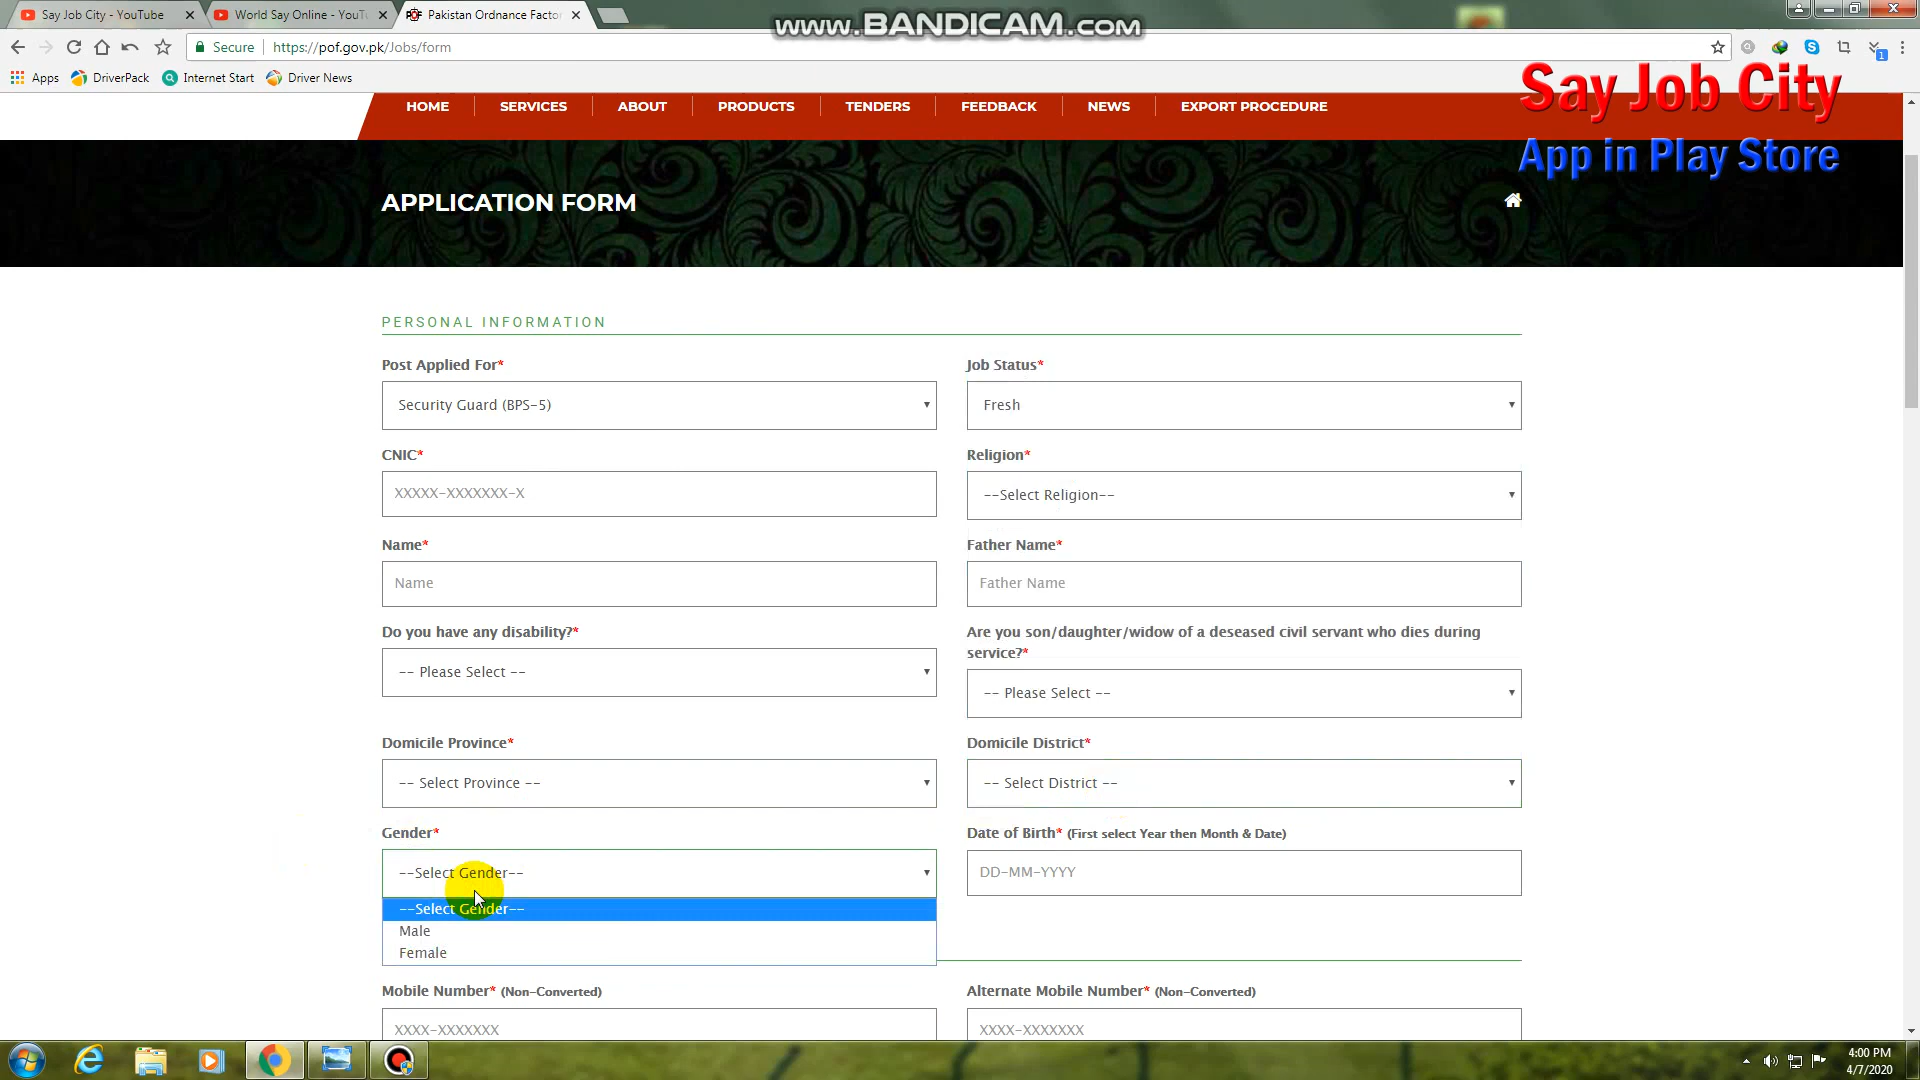 Say Job City - YouTube
World Say Online - YouTu
Pakistan Ordnance Factor
www.BANDICAM.com
Secure
https://pof.gov.pk/Jobs/form
1
Apps
DriverPack
Internet Start
Driver News
Say Job City
App in Play Store
HOME
SERVICES
ABOUT
PRODUCTS
TENDERS
FEEDBACK
NEWS
EXPORT PROCEDURE
APPLICATION FORM
PERSONAL INFORMATION
Post Applied For*
Job Status*
Security Guard (BPS-5)
Fresh
CNIC*
Religion*
XXXXX-XXXXXXX-X
--Select Religion--
Name*
Father Name*
Name
Father Name
Do you have any disability?*
Are you son/daughter/widow of a deseased civil servant who dies during
service?*
-- Please Select --
-- Please Select --
Domicile Province*
Domicile District*
-- Select Province --
-- Select District --
Gender*
Date of Birth* (First select Year then Month & Date)
--Select Gender--
DD-MM-YYYY
--Select Gender--
Male
Female
Mobile Number* (Non-Converted)
Alternate Mobile Number* (Non-Converted)
XXXX-XXXXXXX
XXXX-XXXXXXX
4:00 PM
4/7/2020